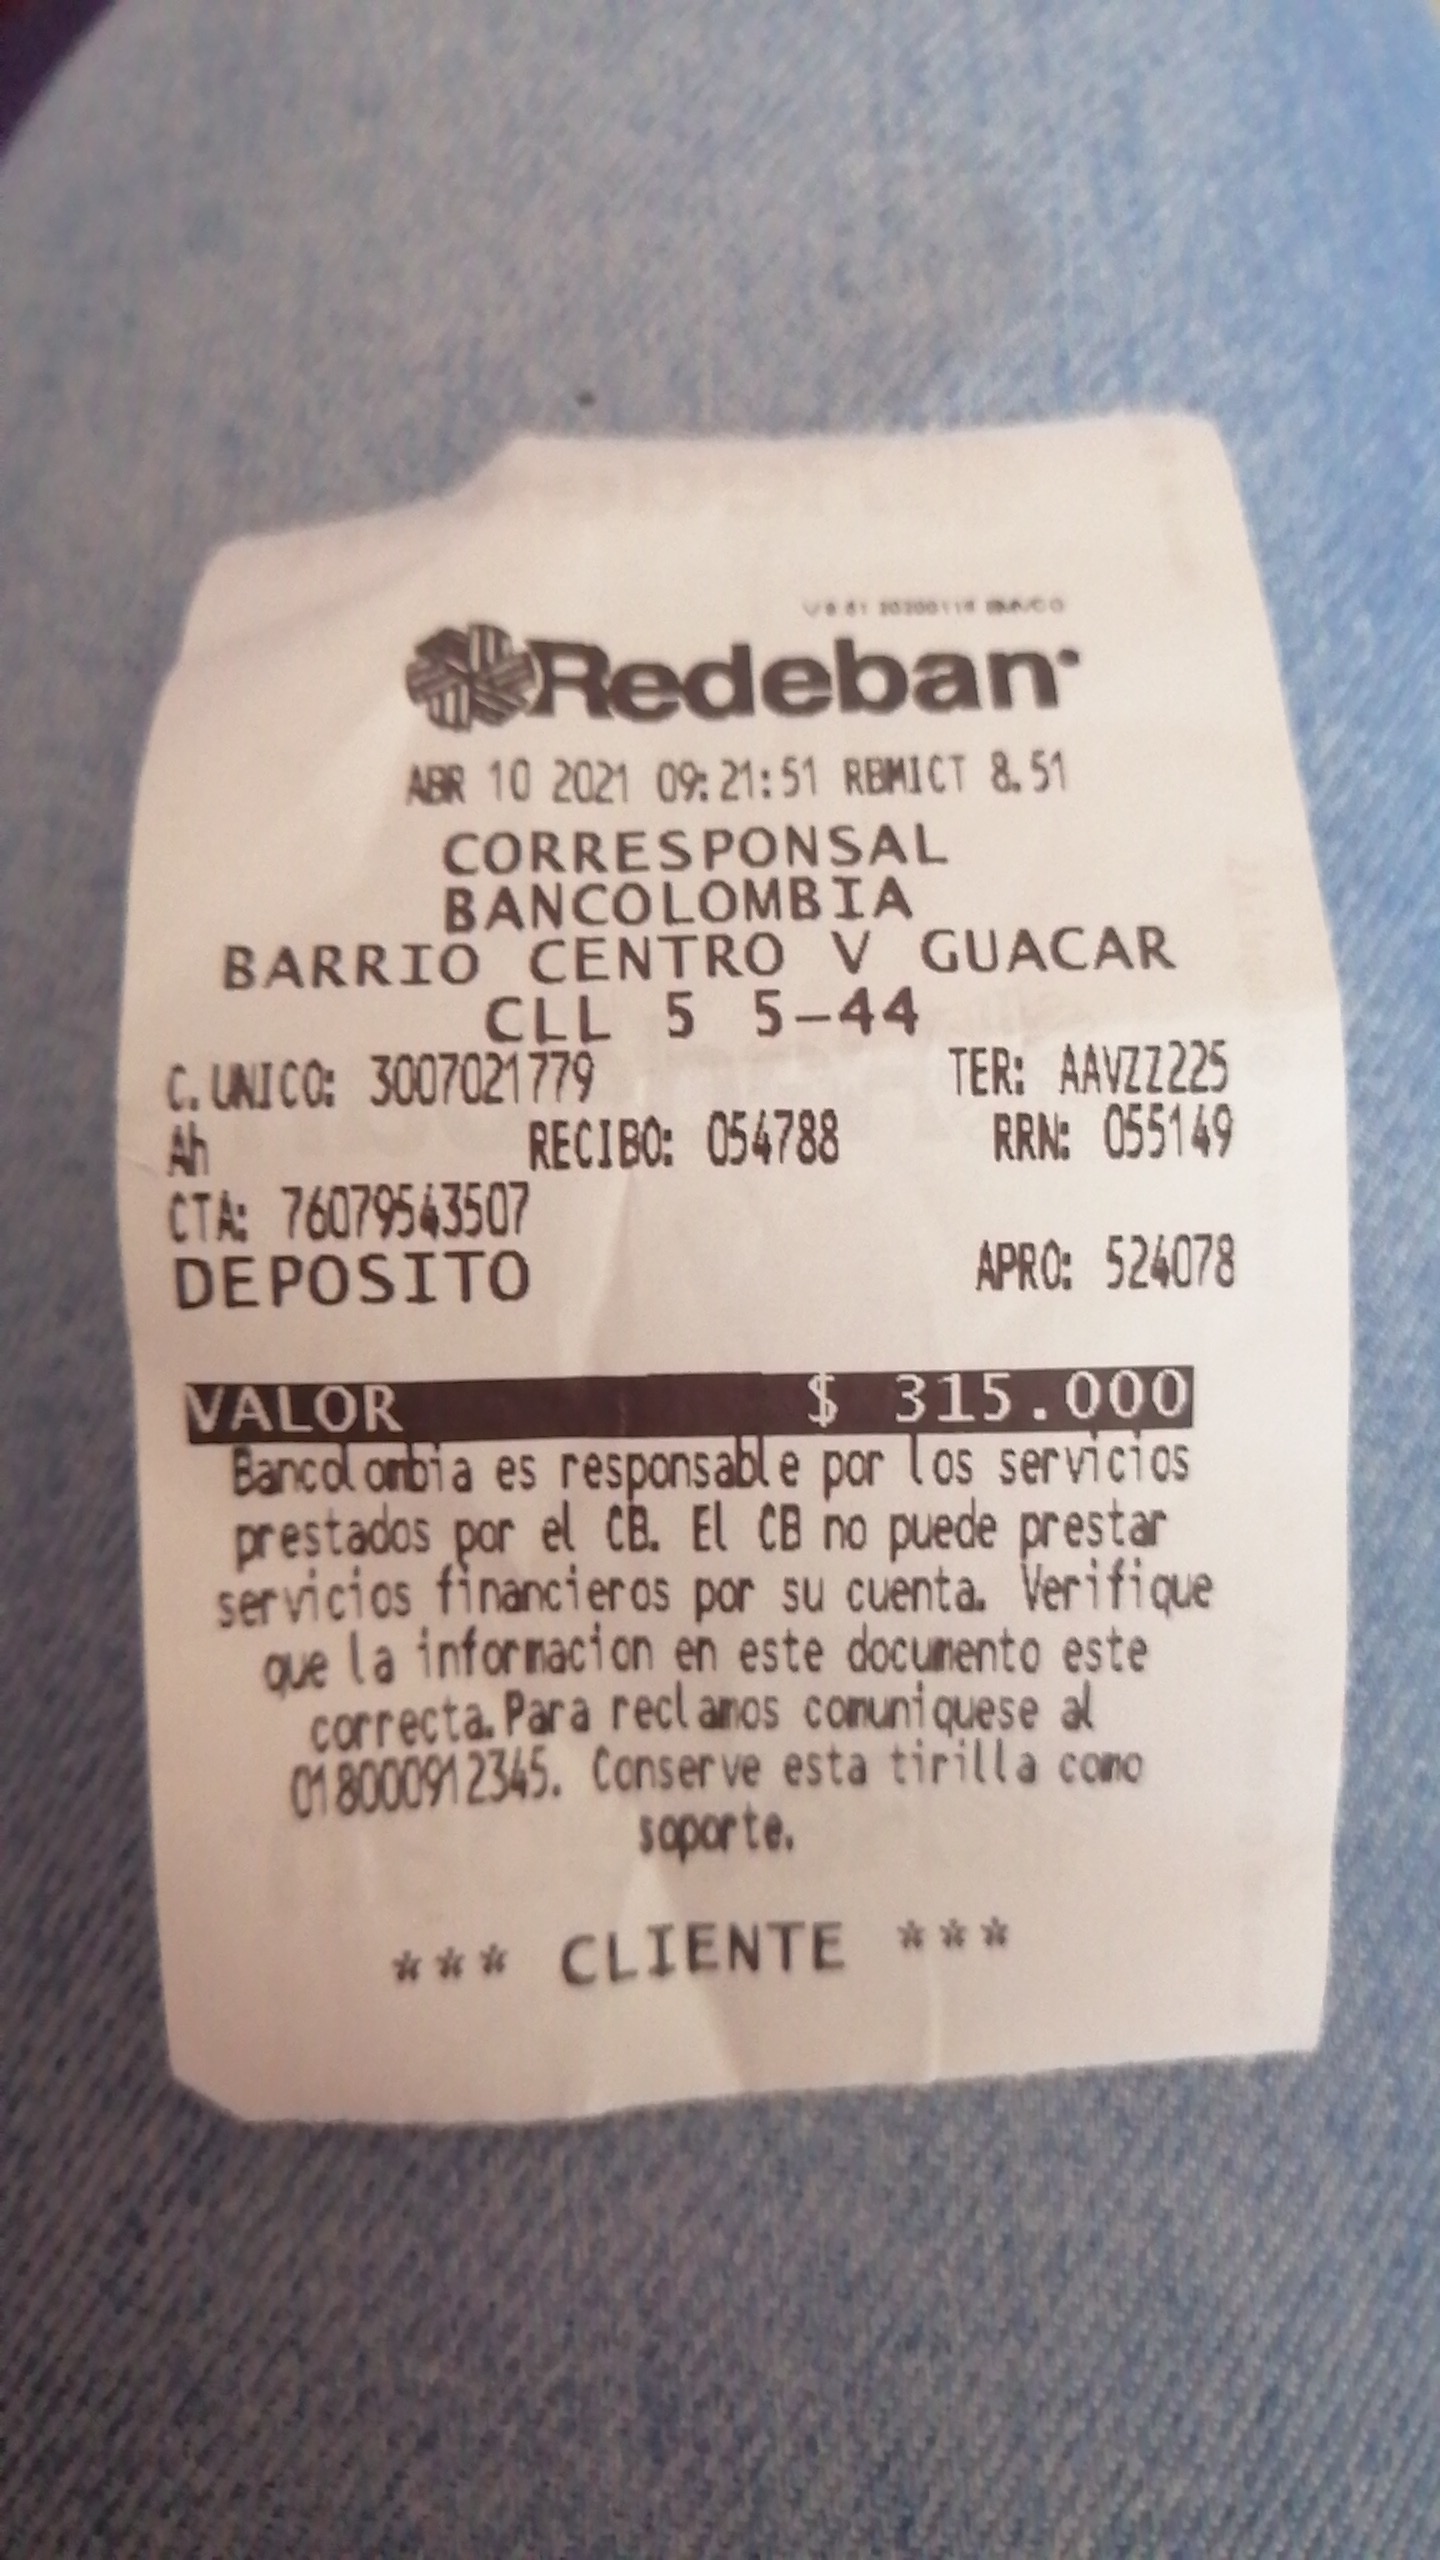 Redeban
ABR 10 2021 09:21:51 RBMICT 8.51
CORRESPONSAL
BANCOLOMBIA
BARRIO CENTRO V GUACAR
CLL 5 5-44
C.UNICO: 3007021779 TER: AAVZZ225
Ah RECIBO: 054788 RRN: 055149
CTA: 76079543507
DEPOSITO APRO: 524078
VALOR $ 315.000
Bancolombia es responsable por los servicios
prestados por el CB. El CB no puede prestar
servicios financieros por su cuenta. Verifique
que la informacion en este documento este
correcta.Para reclamos comuniquese al
018000912345. Conserve esta tirilla como
soporte.
*** CLIENTE ***